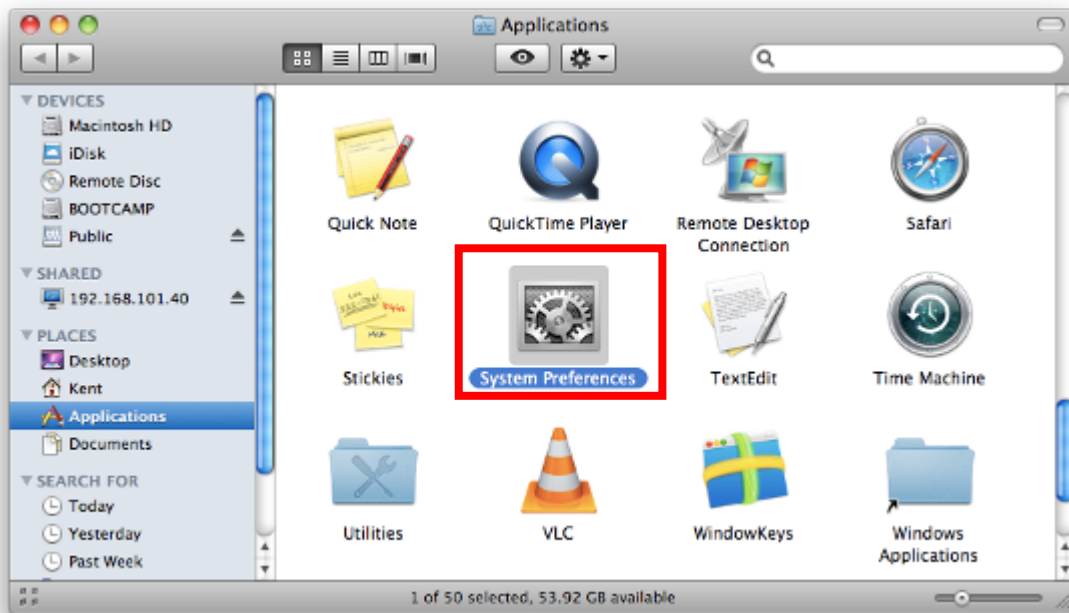 Applications
DEVICES
Macintosh HD
iDisk
Remote Disc
BOOTCAMP
Public
SHARED
192.168.101.40
PLACES
Desktop
Kent
Applications
Documents
SEARCH FOR
Today
Yesterday
Past Week
Quick Note
QuickTime Player
Remote Desktop
Connection
Safari
Stickies
System Preferences
TextEdit
Time Machine
Utilities
VLC
WindowKeys
Windows
Applications
1 of 50 selected, 53.92 GB available